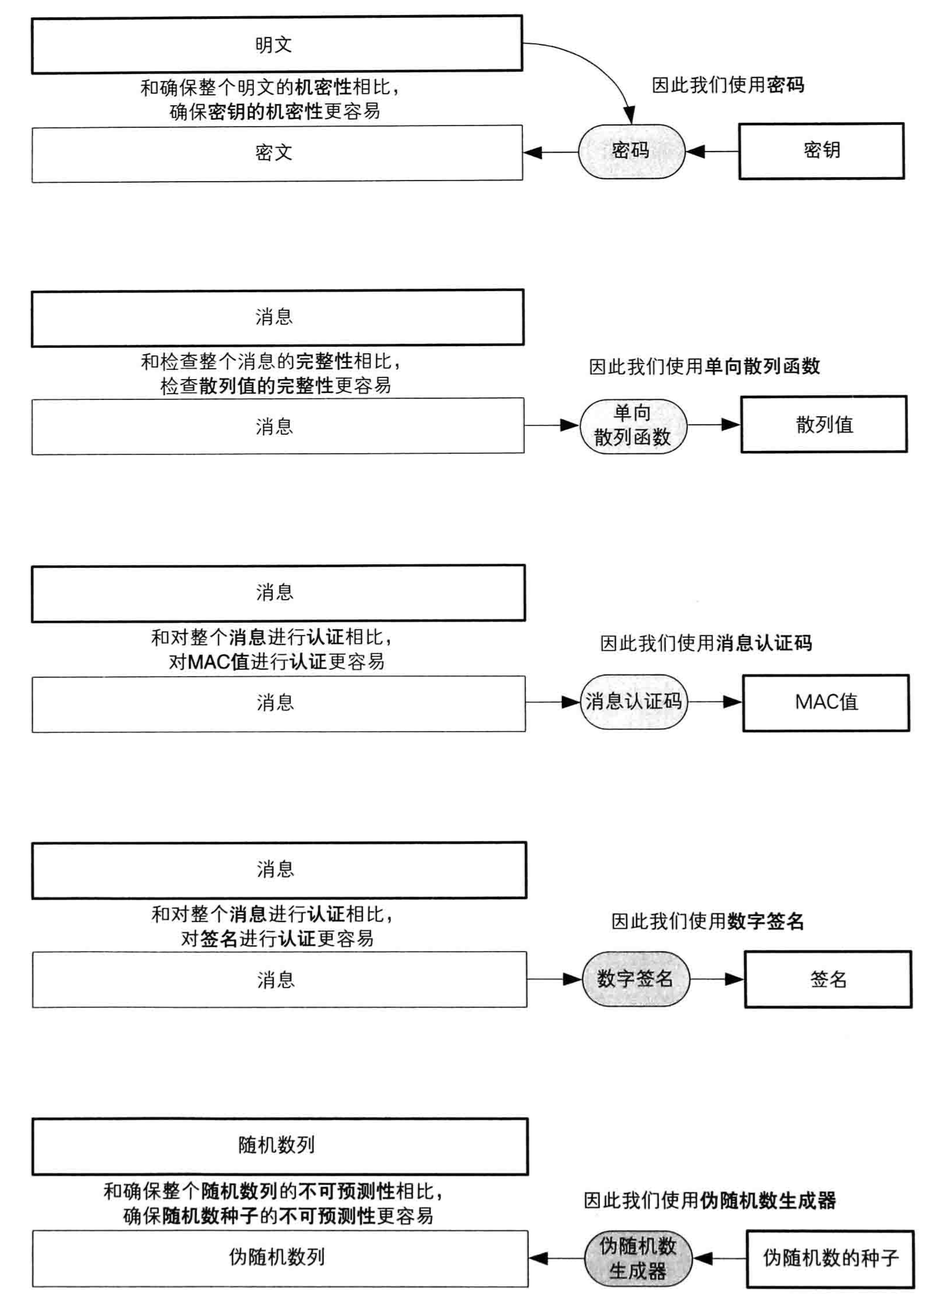 明文
和确保整个明文的机密性相比，
确保密钥的机密性更容易
因此我们使用密码
密文
密码
密钥
消息
和检查整个消息的完整性相比，
检查散列值的完整性更容易
因此我们使用单向散列函数
消息
单向
散列函数
散列值
消息
和对整个消息进行认证相比，
对MAC值进行认证更容易
因此我们使用消息认证码
消息
消息认证码
MAC值
消息
和对整个消息进行认证相比，
对签名进行认证更容易
因此我们使用数字签名
消息
数字签名
签名
随机数列
和确保整个随机数列的不可预测性相比，
确保随机数种子的不可预测性更容易
因此我们使用伪随机数生成器
伪随机数列
伪随机数
生成器
伪随机数的种子